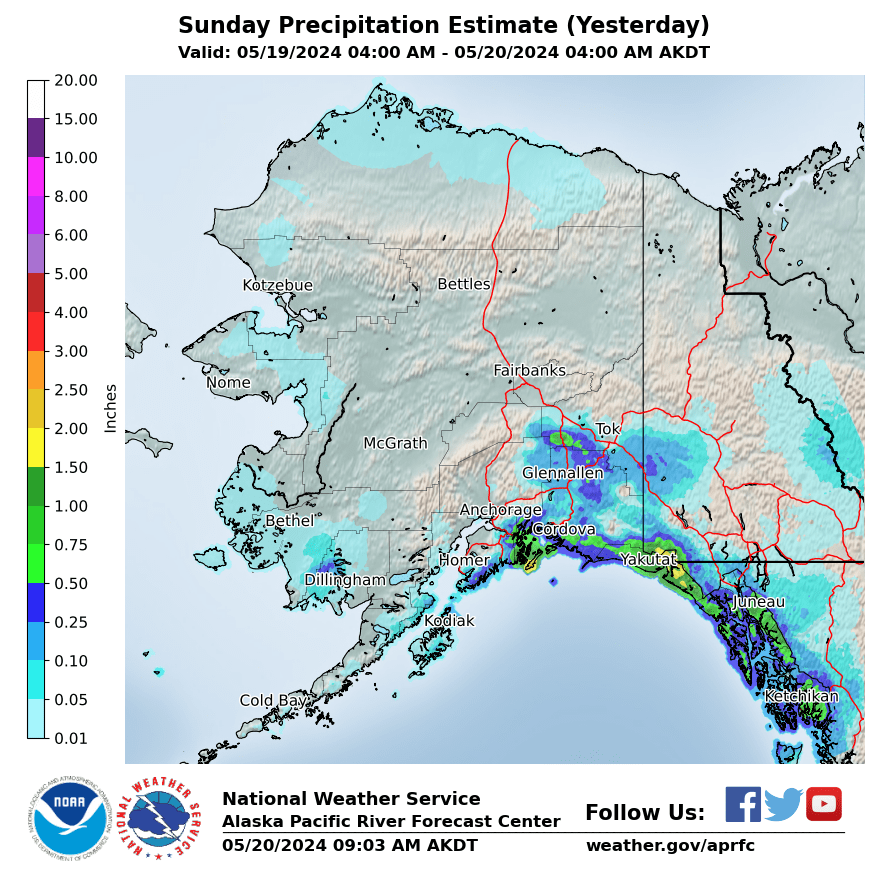 Sunday Precipitation Estimate (Yesterday)
Valid: 05/19/2024 04:00 AM - 05/20/2024 04:00 AM AKDT
20.00
15.00
10.00
8.00
6.00
5.00
4.00
3.00
2.50
2.00
1.50
1.00
0.75
0.50
0.25
0.10
0.05
0.01
Inches
Kotzebue
Bettles
Fairbanks
Nome
Tok
McGrath
Glennallen
Anchorage
Bethel
Cordova
Homer
Yakutat
Dillingham
Juneau
Kodiak
Ketchikan
Cold Bay
NATIONAL OCEANIC AND ATMOSPHERIC ADMINISTRATION
NOAA
U.S. DEPARTMENT OF COMMERCE
NATIONAL WEATHER SERVICE
National Weather Service
Alaska Pacific River Forecast Center
05/20/2024 09:03 AM AKDT
Follow Us:
weather.gov/aprfc